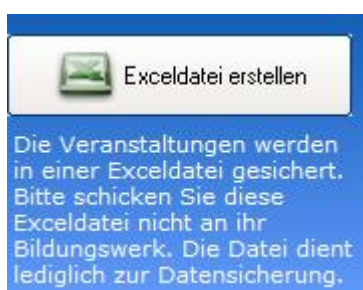 Exceldatei erstellen
Die Veranstaltungen werden
in einer Exceldatei gesichert.
Bitte schicken Sie diese
Exceldatei nicht an ihr
Bildungswerk. Die Datei dient
lediglich zur Datensicherung.